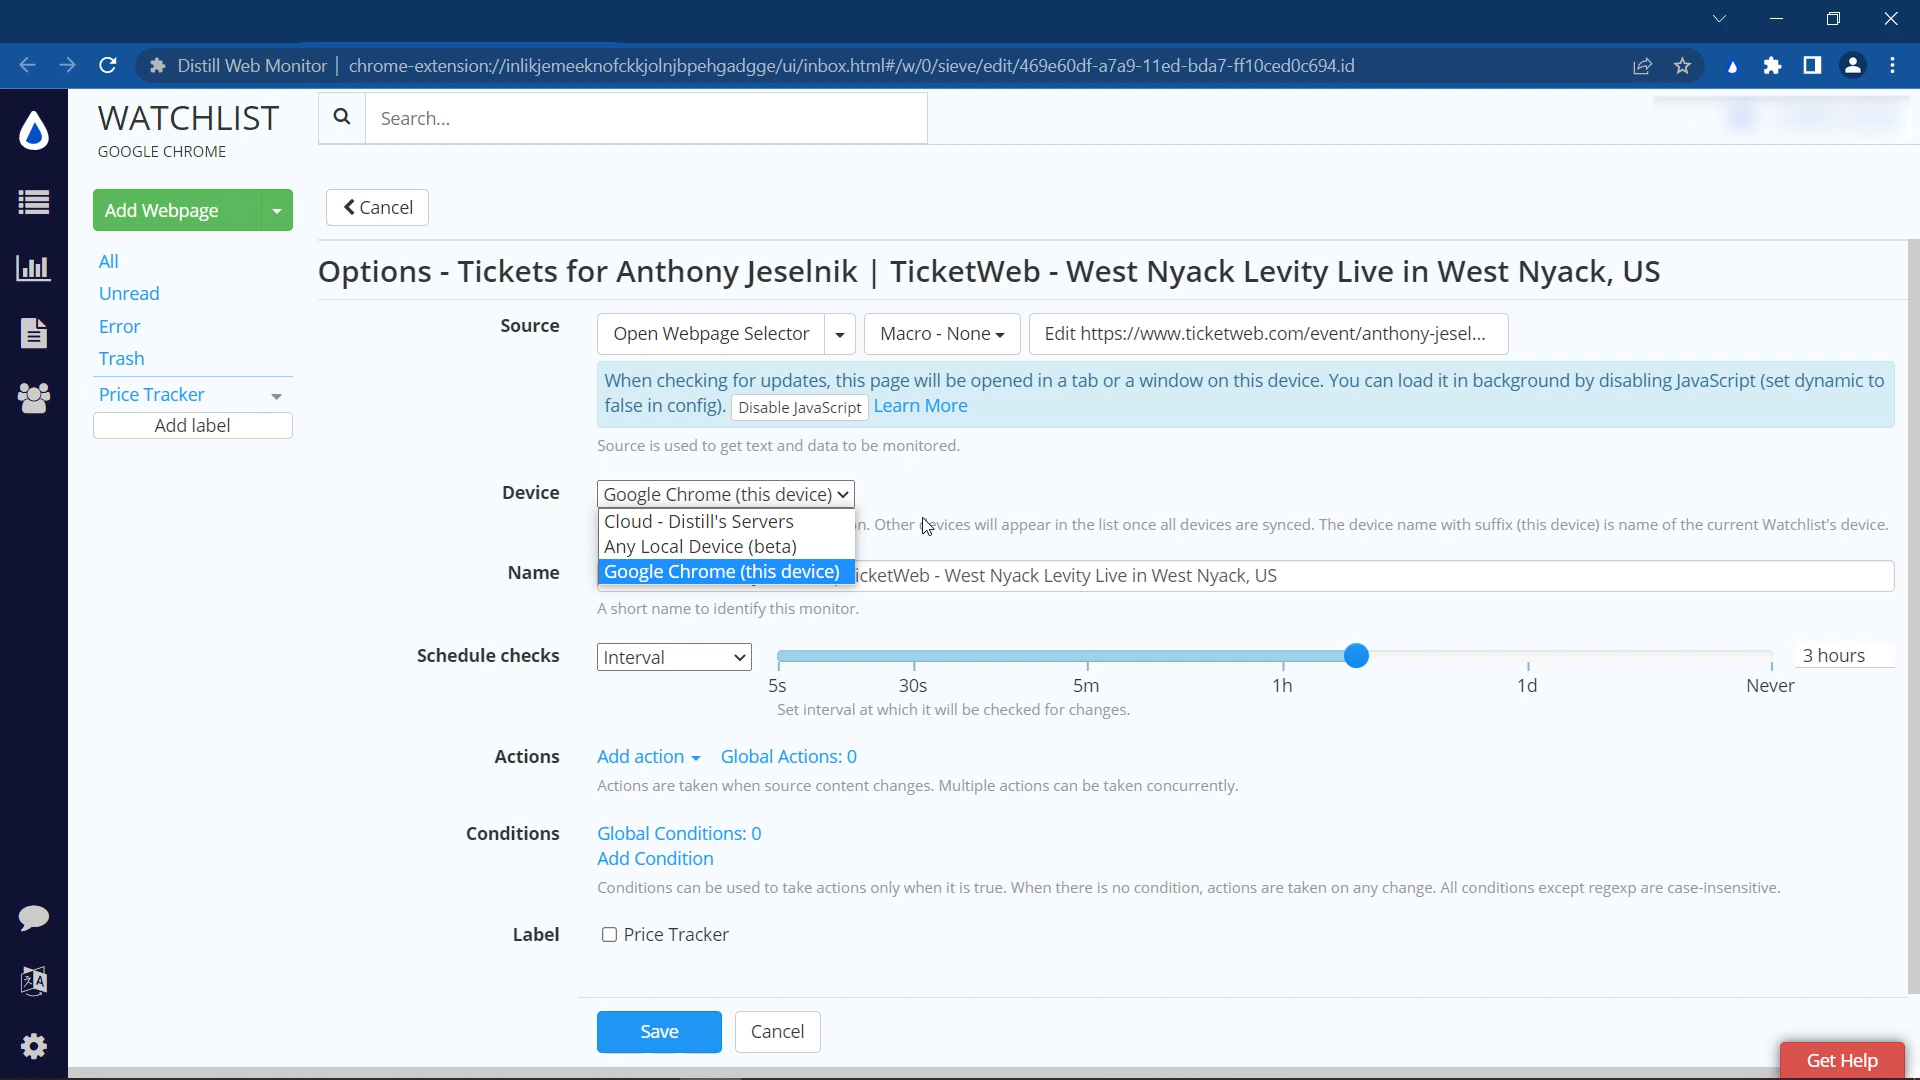 Distill Web Monitor | chrome-extension://inlikjemeeknofckkjolnjbpehgadgge/ui/inbox.html#/w/0/sieve/edit/469e60df-a7a9-11ed-bda7-ff10ced0c694.id
WATCHLIST
GOOGLE CHROME
Search...
Add Webpage
Cancel
All
Unread
Error
Trash
Price Tracker
Add label
Options - Tickets for Anthony Jeselnik | TicketWeb - West Nyack Levity Live in West Nyack, US
Source
Open Webpage Selector
Macro - None
Edit https://www.ticketweb.com/event/anthony-jesel...
When checking for updates, this page will be opened in a tab or a window on this device. You can load it in background by disabling JavaScript (set dynamic to
false in config). Disable JavaScript Learn More
Source is used to get text and data to be monitored.
Device
Google Chrome (this device)
Cloud - Distill's Servers
Any Local Device (beta)
Google Chrome (this device)
n. Other devices will appear in the list once all devices are synced. The device name with suffix (this device) is name of the current Watchlist's device.
Name
icketWeb - West Nyack Levity Live in West Nyack, US
A short name to identify this monitor.
Schedule checks
Interval
3 hours
5s 30s 5m 1h 1d Never
Set interval at which it will be checked for changes.
Actions
Add action Global Actions: 0
Actions are taken when source content changes. Multiple actions can be taken concurrently.
Conditions
Global Conditions: 0
Add Condition
Conditions can be used to take actions only when it is true. When there is no condition, actions are taken on any change. All conditions except regexp are case-insensitive.
Label
Price Tracker
Save
Cancel
Get Help